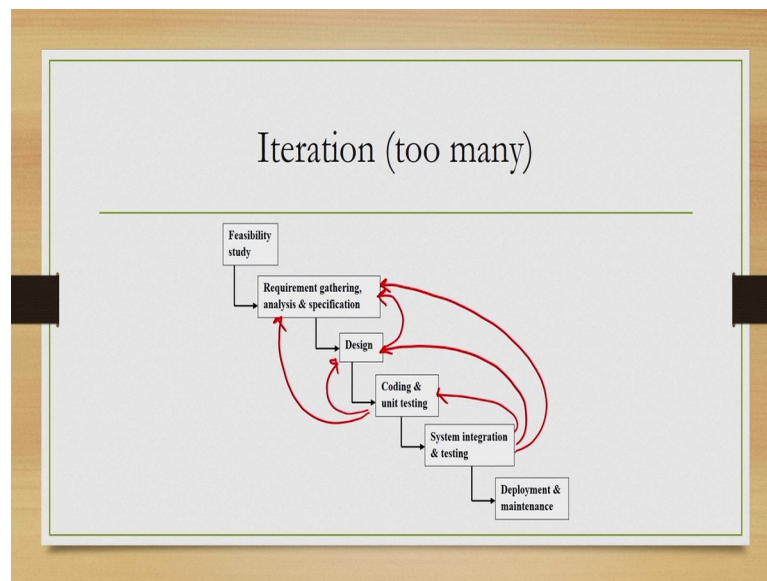 Iteration (too many)
Feasibility
study
Requirement gathering,
analysis & specification
Design
Coding &
unit testing
System integration
& testing
Deployment &
maintenance